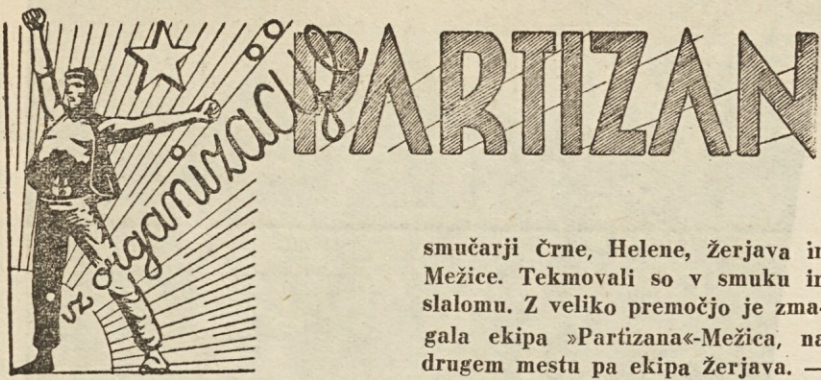 iz organizacije
PARTIZAN
smučarji Črne, Helene, Žerjava in
Mežice. Tekmovali so v smuku in
slalomu. Z veliko premočjo je zma-
gala ekipa »Partizana«-Mežica, na
drugem mestu pa ekipa Žerjava. —